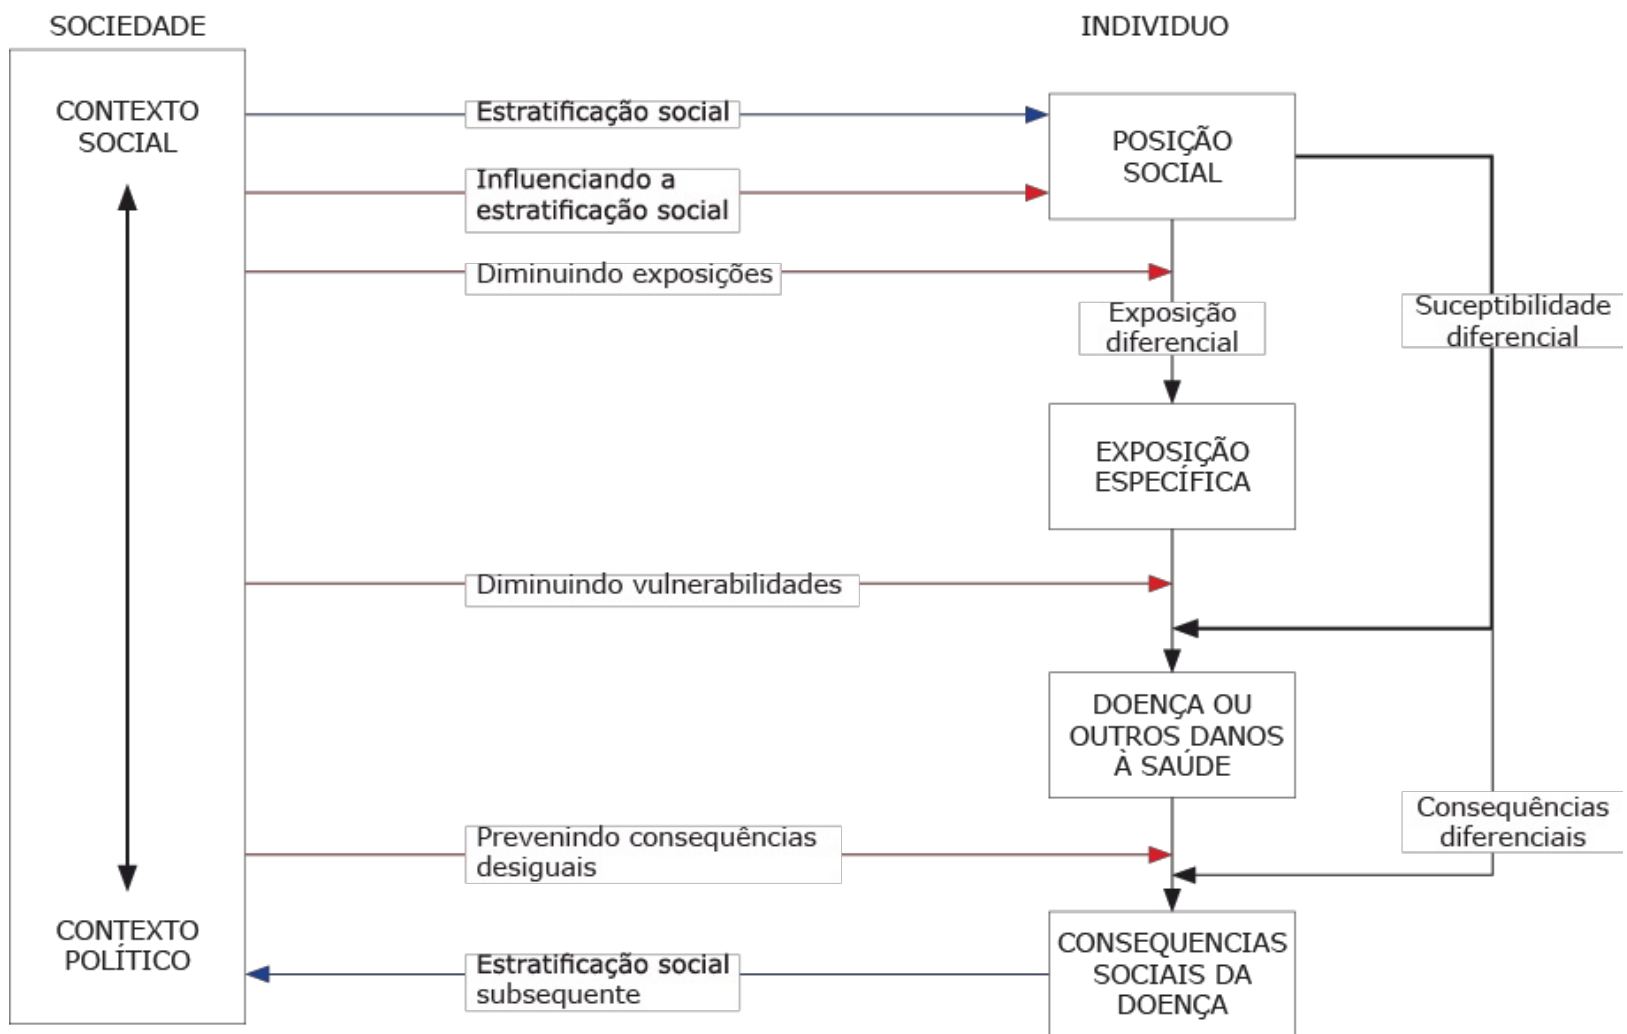 SOCIEDADE
INDIVIDUO
CONTEXTO
SOCIAL
Estratificação social
POSIÇÃO
SOCIAL
Influenciando a
estratificação social
Diminuindo exposições
Exposição
diferencial
Suceptibilidade
diferencial
EXPOSIÇÃO
ESPECÍFICA
Diminuindo vulnerabilidades
DOENÇA OU
OUTROS DANOS
À SAÚDE
Prevenindo consequências
desiguais
Consequências
diferenciais
CONTEXTO
POLÍTICO
Estratificação social
subsequente
CONSEQUENCIAS
SOCIAIS DA
DOENÇA